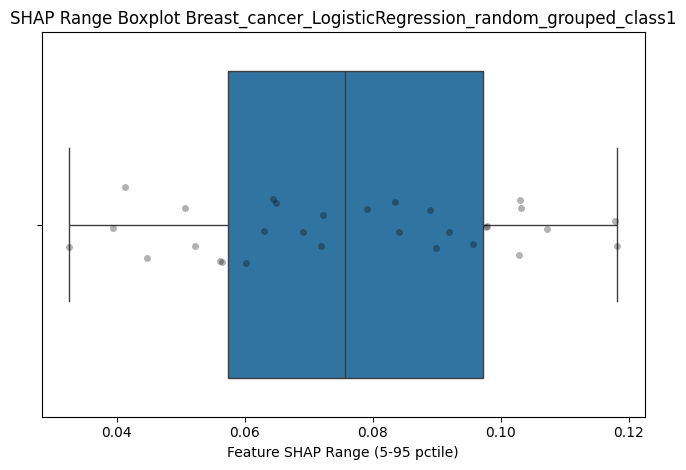 SHAP Range Boxplot Breast_cancer_LogisticRegression_random_grouped_class1
0.04 0.06 0.08 0.10 0.12
Feature SHAP Range (5-95 pctile)